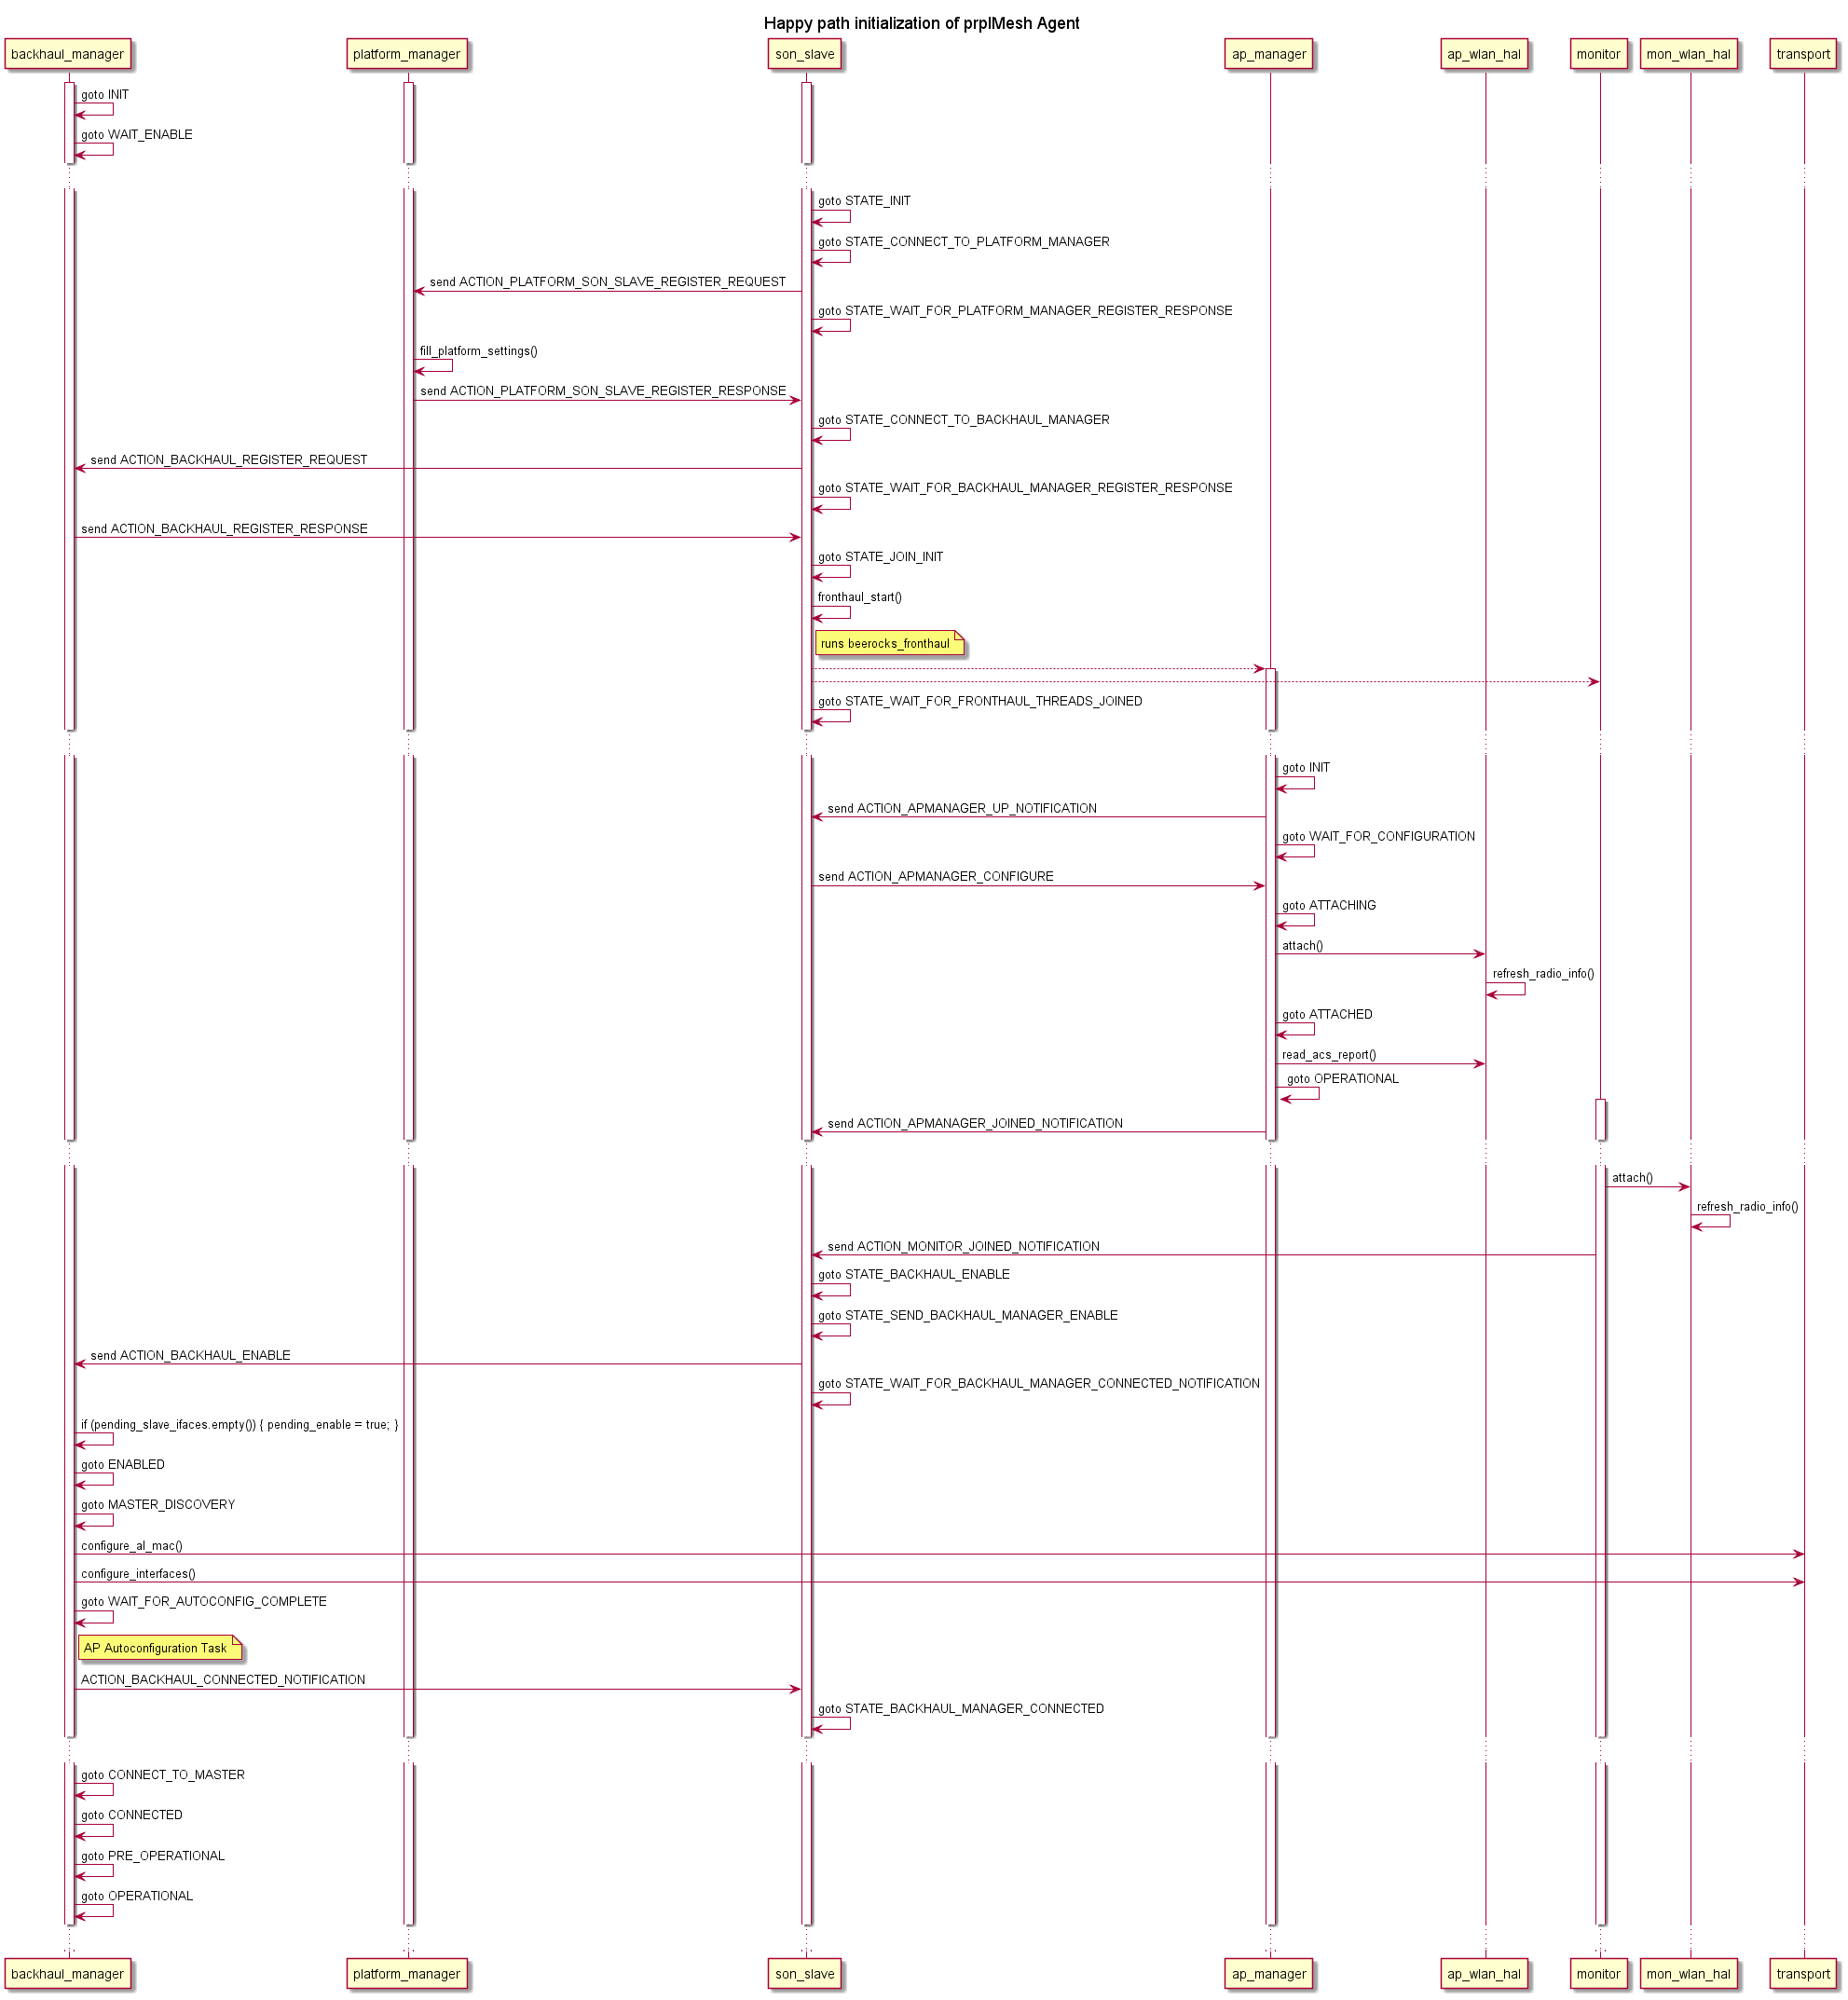 Happy path initialization of prplMesh Agent
backhaul_manager
platform_manager
son_slave
ap_manager
ap_wlan_hal
monitor
mon_wlan_hal
transport
goto INIT
goto WAIT_ENABLE
goto STATE_INIT
goto STATE_CONNECT_TO_PLATFORM_MANAGER
send ACTION_PLATFORM_SON_SLAVE_REGISTER_REQUEST
goto STATE_WAIT_FOR_PLATFORM_MANAGER_REGISTER_RESPONSE
fill_platform_settings()
send ACTION_PLATFORM_SON_SLAVE_REGISTER_RESPONSE
goto STATE_CONNECT_TO_BACKHAUL_MANAGER
send ACTION_BACKHAUL_REGISTER_REQUEST
goto STATE_WAIT_FOR_BACKHAUL_MANAGER_REGISTER_RESPONSE
send ACTION_BACKHAUL_REGISTER_RESPONSE
goto STATE_JOIN_INIT
fronthaul_start()
runs beerocks_fronthaul
goto STATE_WAIT_FOR_FRONTHAUL_THREADS_JOINED
goto INIT
send ACTION_APMANAGER_UP_NOTIFICATION
goto WAIT_FOR_CONFIGURATION
send ACTION_APMANAGER_CONFIGURE
goto ATTACHING
attach()
refresh_radio_info()
goto ATTACHED
read_acs_report()
goto OPERATIONAL
send ACTION_APMANAGER_JOINED_NOTIFICATION
attach()
refresh_radio_info()
send ACTION_MONITOR_JOINED_NOTIFICATION
goto STATE_BACKHAUL_ENABLE
goto STATE_SEND_BACKHAUL_MANAGER_ENABLE
send ACTION_BACKHAUL_ENABLE
goto STATE_WAIT_FOR_BACKHAUL_MANAGER_CONNECTED_NOTIFICATION
if (pending_slave_ifaces.empty()) { pending_enable = true; }
goto ENABLED
goto MASTER_DISCOVERY
configure_al_mac()
configure_interfaces()
goto WAIT_FOR_AUTOCONFIG_COMPLETE
AP Autoconfiguration Task
ACTION_BACKHAUL_CONNECTED_NOTIFICATION
goto STATE_BACKHAUL_MANAGER_CONNECTED
goto CONNECT_TO_MASTER
goto CONNECTED
goto PRE_OPERATIONAL
goto OPERATIONAL
backhaul_manager
platform_manager
son_slave
ap_manager
ap_wlan_hal
monitor
mon_wlan_hal
transport